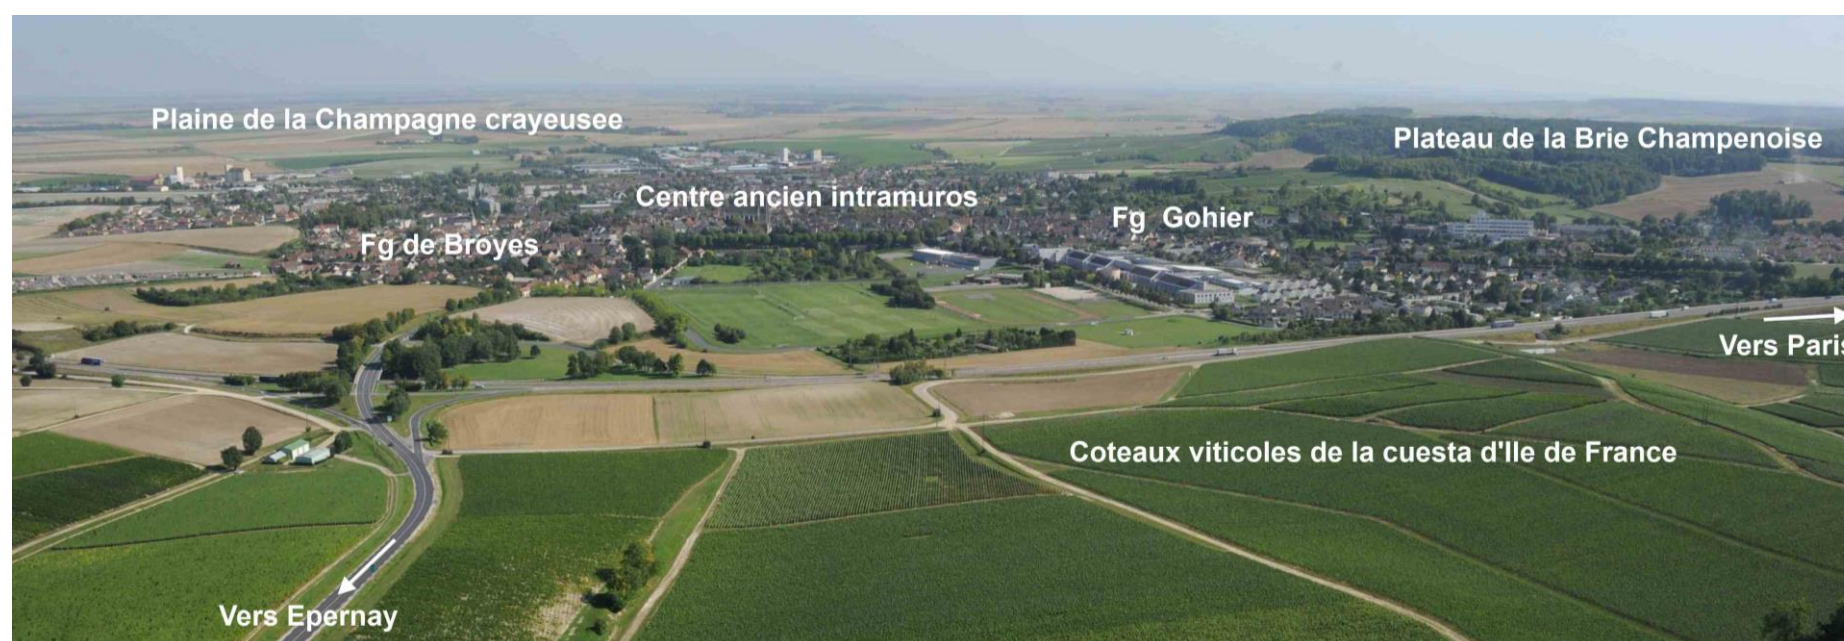 Plaine de la Champagne crayeusee
Plateau de la Brie Champenoise
Centre ancien intramuros
Fg Gohier
Fg de Broyes
Vers Paris
Coteaux viticoles de la cuesta d'Ile de France
Vers Epernay